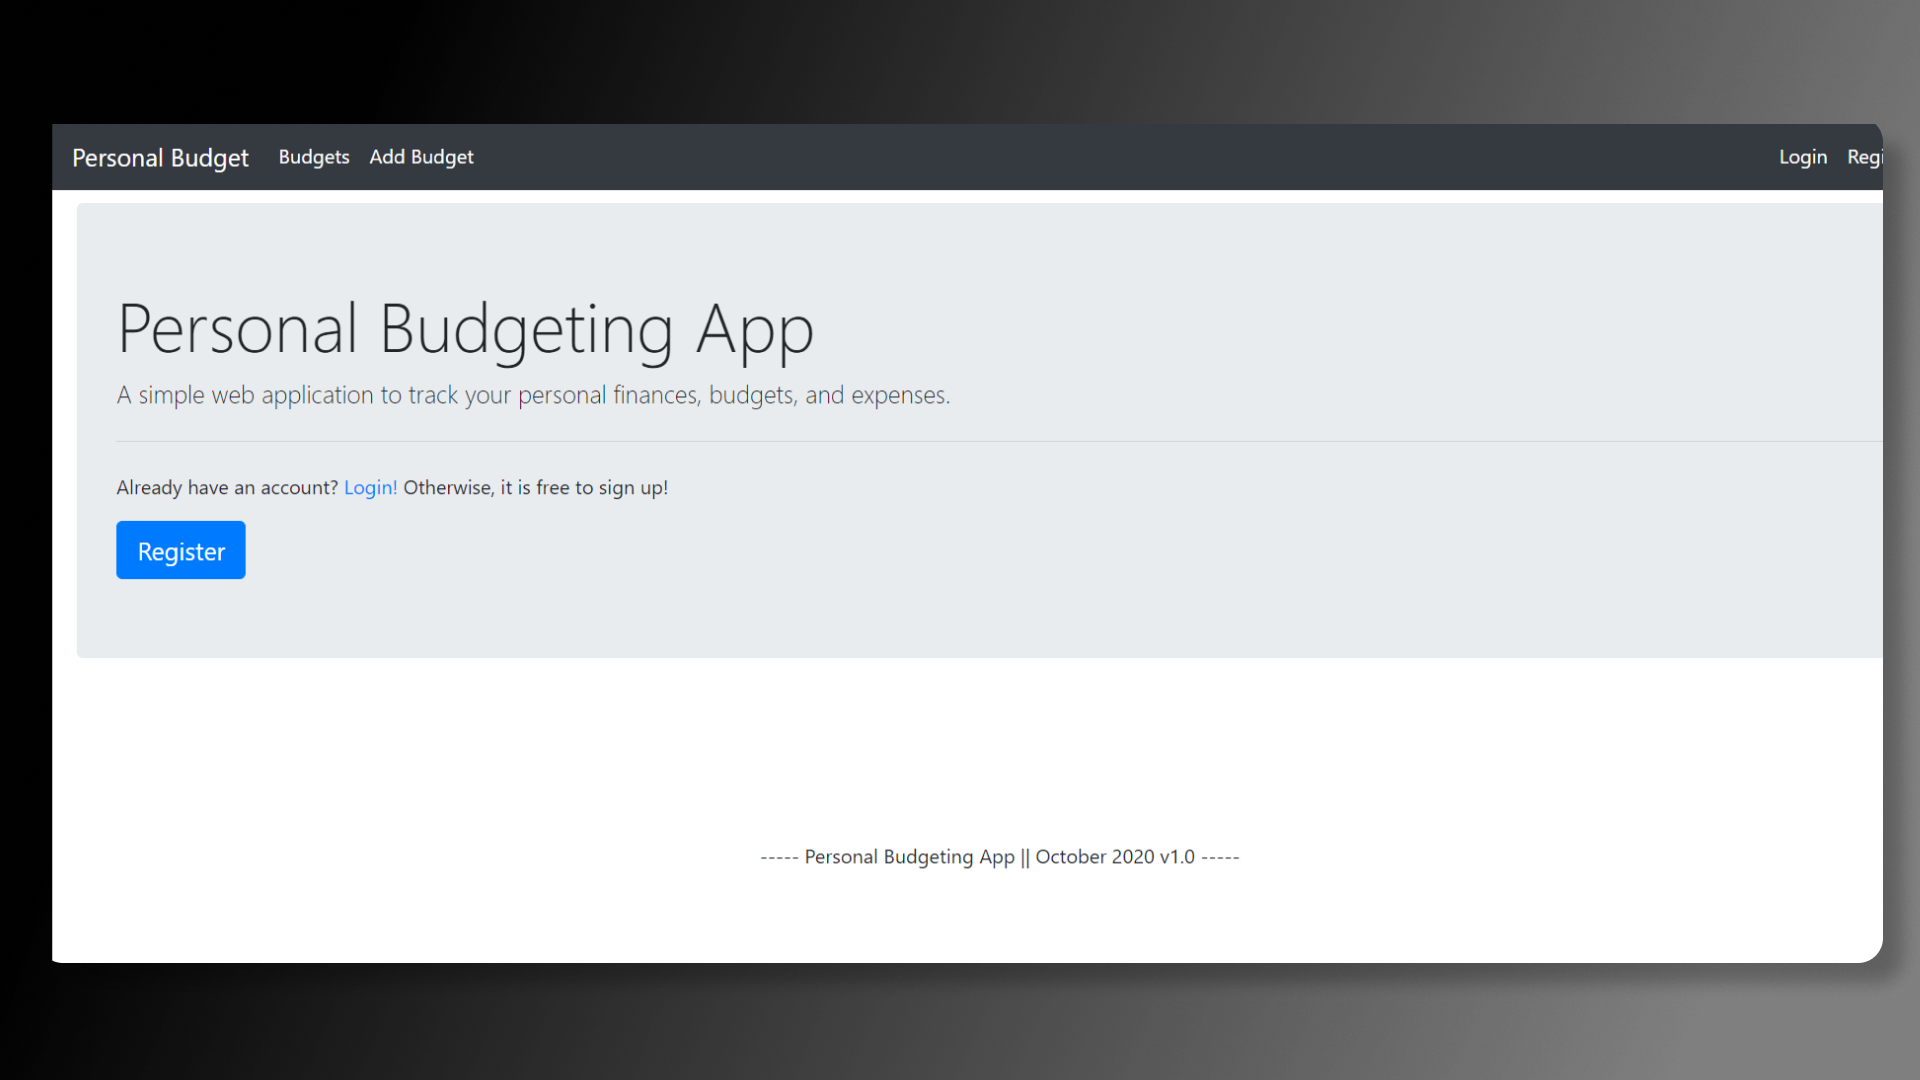 Personal Budget Budgets Add Budget Login Regi
Personal Budgeting App
A simple web application to track your personal finances, budgets, and expenses.
Already have an account? Login! Otherwise, it is free to sign up!
Register
----- Personal Budgeting App || October 2020 v1.0 -----